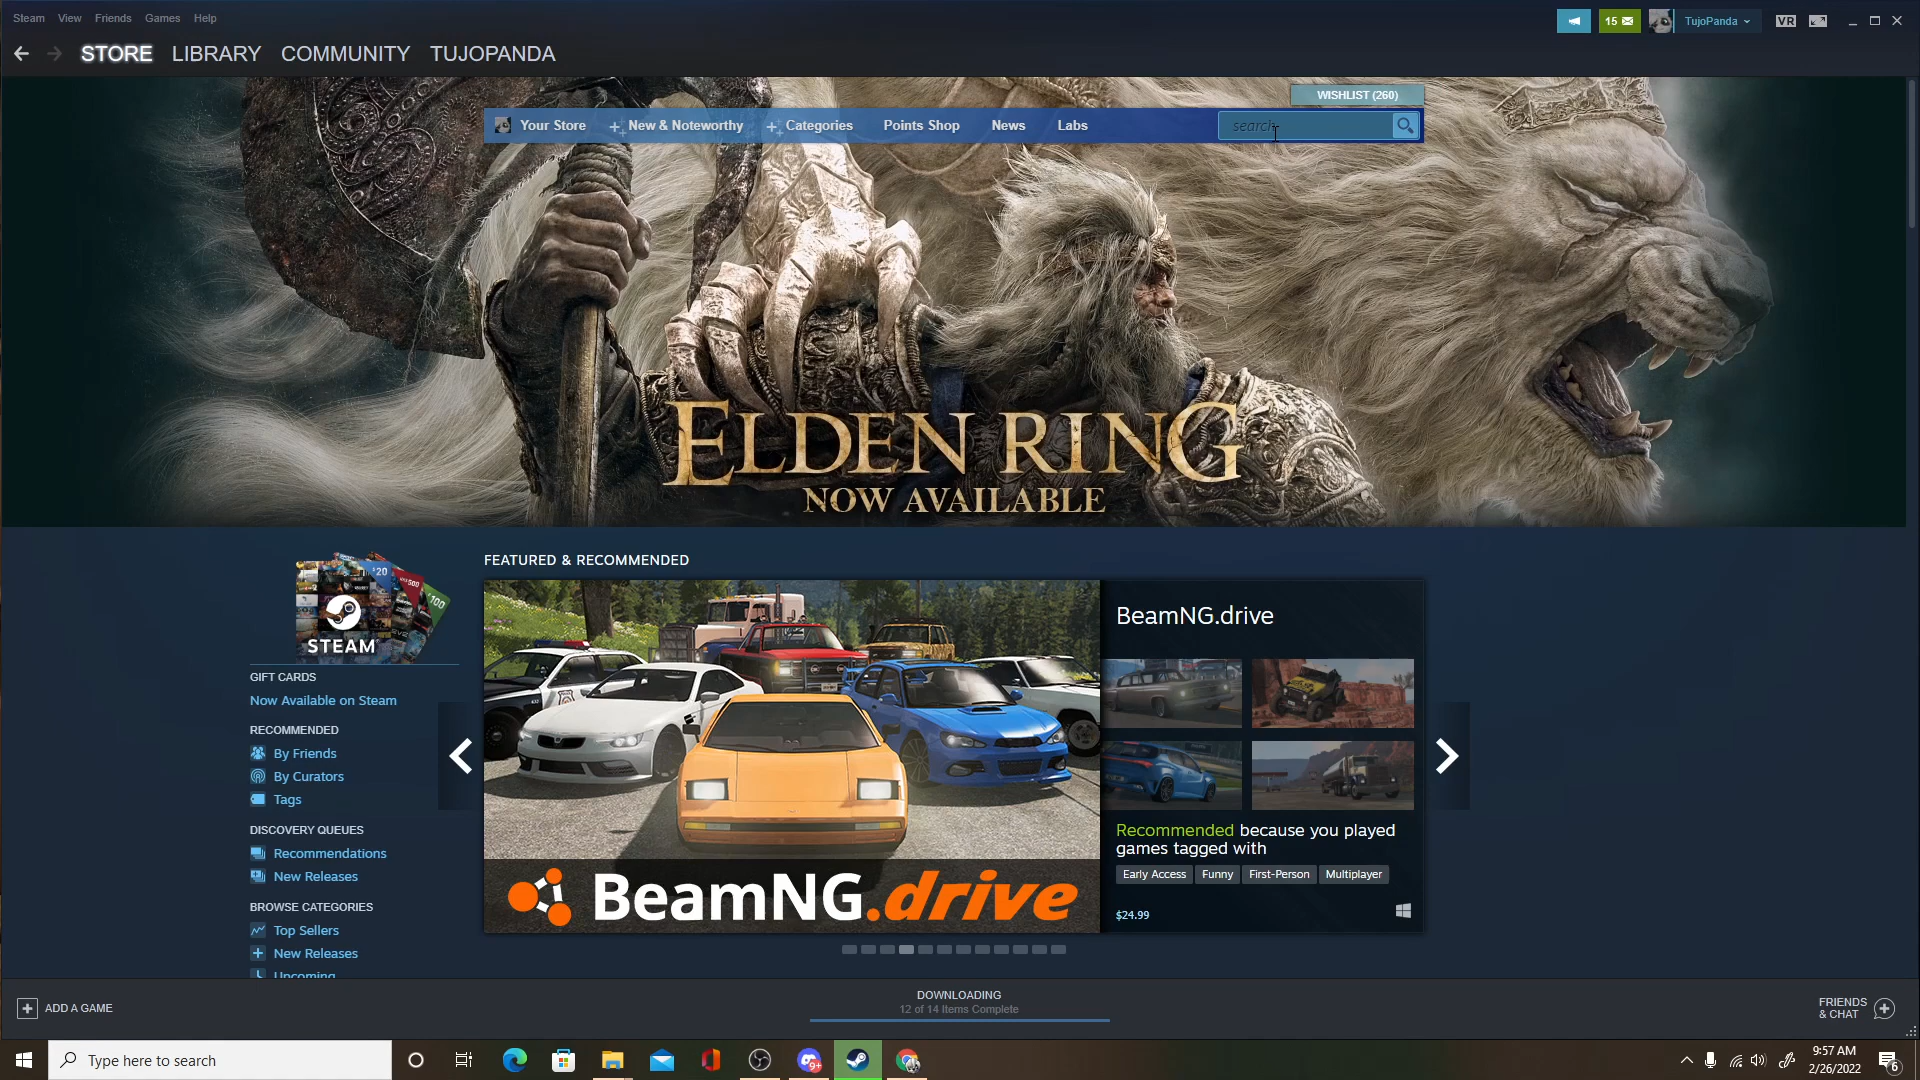 Steam View Friends Games Help
15
TujoPanda
VR
STORE LIBRARY COMMUNITY TUJOPANDA
WISHLIST (260)
Your Store New & Noteworthy Categories Points Shop News Labs
search
ELDEN RING
NOW AVAILABLE
FEATURED & RECOMMENDED
$20
$100
STEAM
GIFT CARDS
Now Available on Steam
RECOMMENDED
By Friends
By Curators
Tags
DISCOVERY QUEUES
Recommendations
New Releases
BROWSE CATEGORIES
Top Sellers
New Releases
Upcoming
BeamNG.drive
BeamNG.drive
Recommended because you played
games tagged with
Early Access Funny First-Person Multiplayer
$24.99
ADD A GAME
DOWNLOADING
12 of 14 Items Complete
FRIENDS
& CHAT
Type here to search
9+
9:57 AM
2/26/2022
6